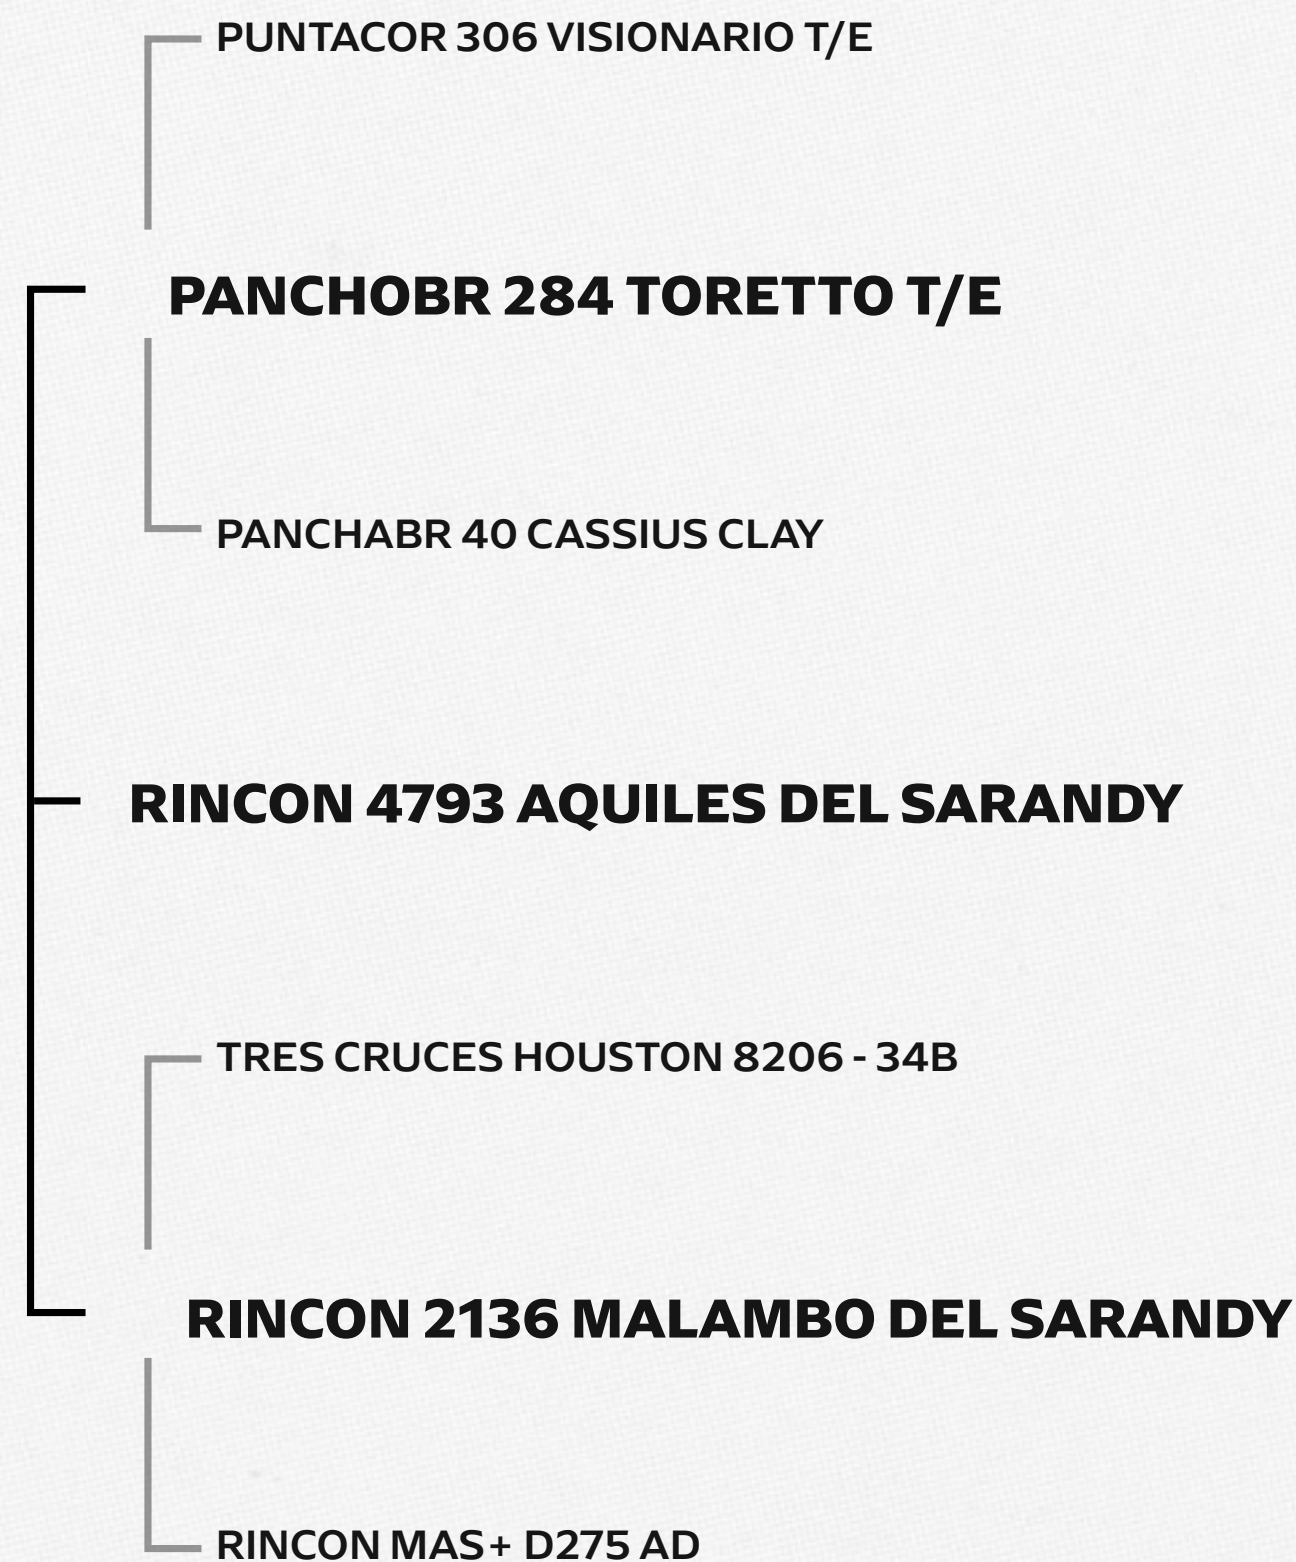 PUNTACOR 306 VISIONARIO T/E
PANCHOBR 284 TORETTO T/E
PANCHABR 40 CASSIUS CLAY
RINCON 4793 AQUILES DEL SARANDY
TRES CRUCES HOUSTON 8206 - 34B
RINCON 2136 MALAMBO DEL SARANDY
RINCON MAS+ D275 AD